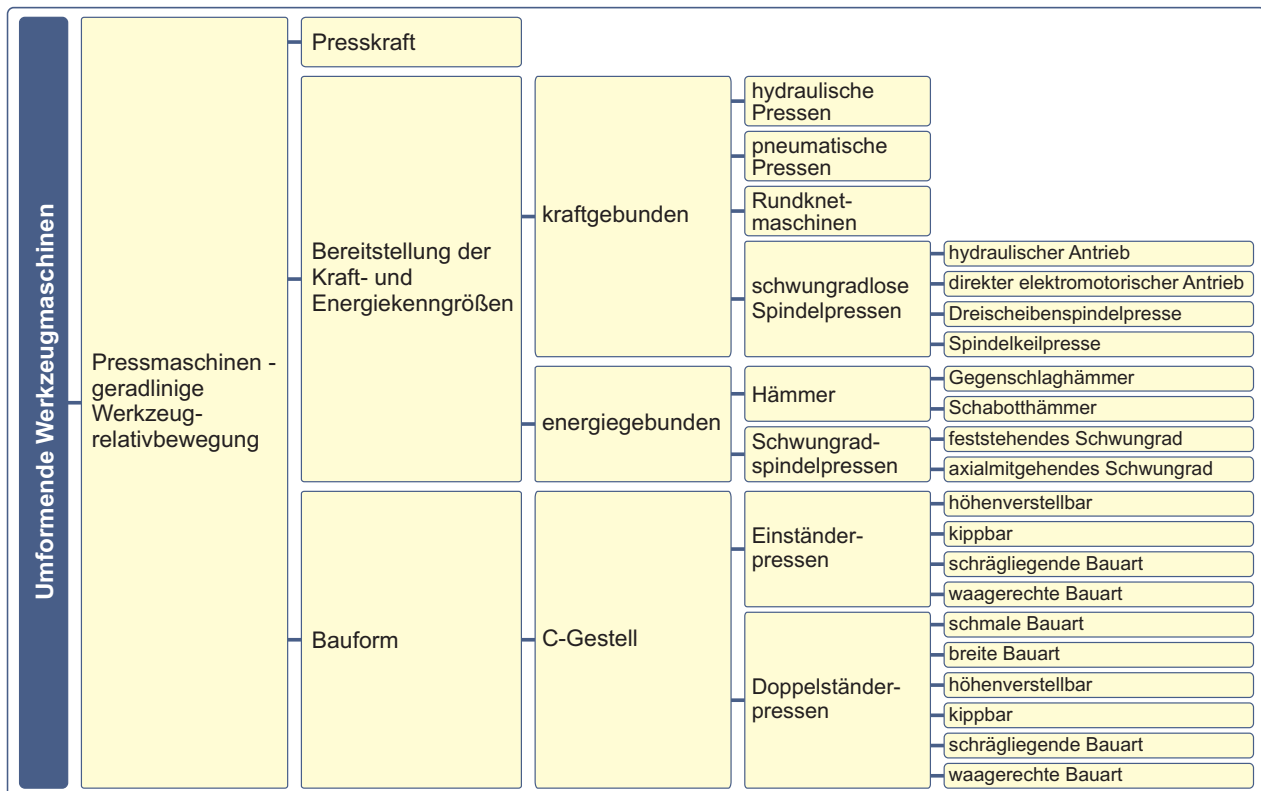 Umformende Werkzeugmaschinen
Pressmaschinen -
geradlinige
Werkzeug-
relativbewegung
Presskraft
Bereitstellung der
Kraft- und
Energiekenngrößen
kraftgebunden
hydraulische
Pressen
pneumatische
Pressen
Rundknet-
maschinen
schwungradlose
Spindelpressen
hydraulischer Antrieb
direkter elektromotorischer Antrieb
Dreischeibenspindelpresse
Spindelkeilpresse
energiegebunden
Hämmer
Gegenschlaghämmer
Schabotthämmer
Schwungrad-
spindelpressen
feststehendes Schwungrad
axialmitgehendes Schwungrad
Bauform
C-Gestell
Einständer-
pressen
höhenverstellbar
kippbar
schrägliegende Bauart
waagerechte Bauart
Doppelständer-
pressen
schmale Bauart
breite Bauart
höhenverstellbar
kippbar
schrägliegende Bauart
waagerechte Bauart